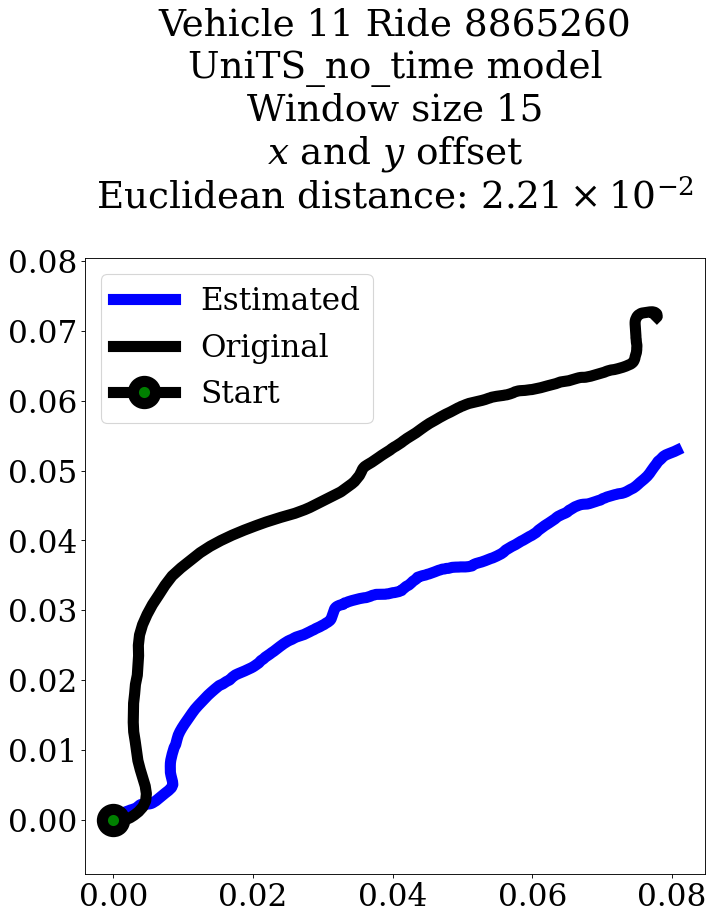 Vehicle 11 Ride 8865260
UniTS_no_time model
Window size 15
x and y offset
Euclidean distance: 2.21 × 10⁻²
0.08
0.07
0.06
0.05
0.04
0.03
0.02
0.01
0.00
Estimated
Original
Start
0.00 0.02 0.04 0.06 0.08